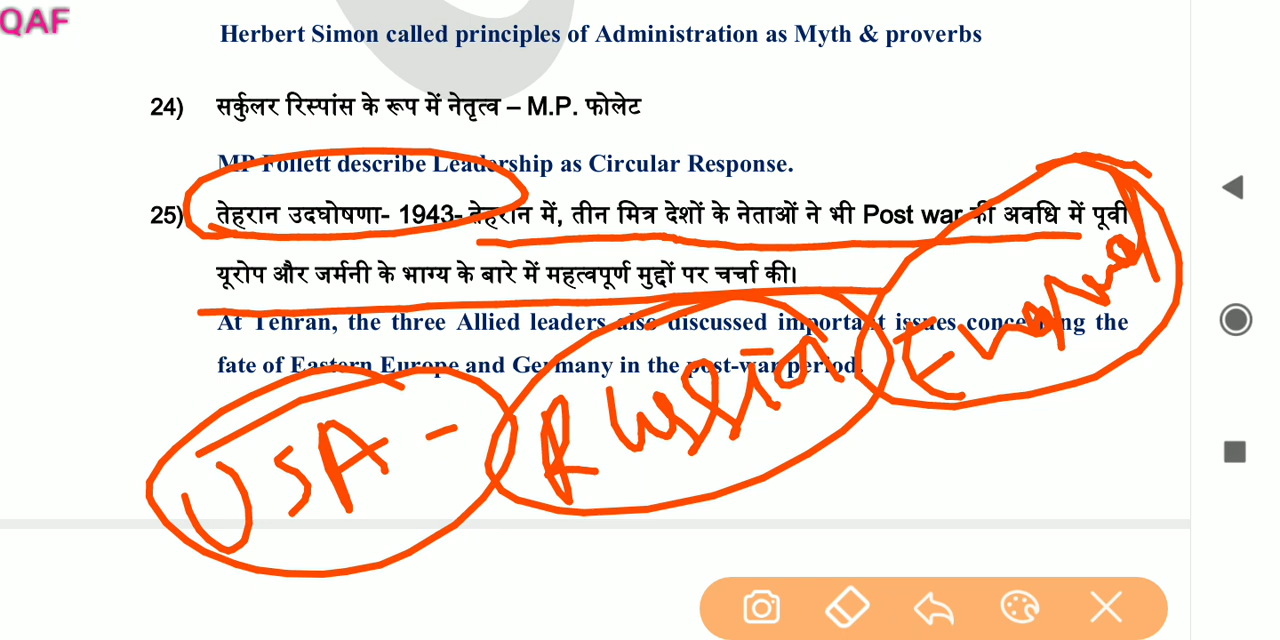 QAF
Herbert Simon called principles of Administration as Myth & proverbs
24) सर्कुलर रिस्पांस के रूप में नेतृत्व – M.P. फोलेट
MP Follett describe Leadership as Circular Response.
25) तेहरान उदघोषणा- 1943- तेहरान में, तीन मित्र देशों के नेताओं ने भी Post war की अवधि में पूर्वी
यूरोप और जर्मनी के भाग्य के बारे में महत्वपूर्ण मुद्दों पर चर्चा की।
At Tehran, the three Allied leaders also discussed important issues concerning the
fate of Eastern Europe and Germany in the post-war period.
USA - Russia England